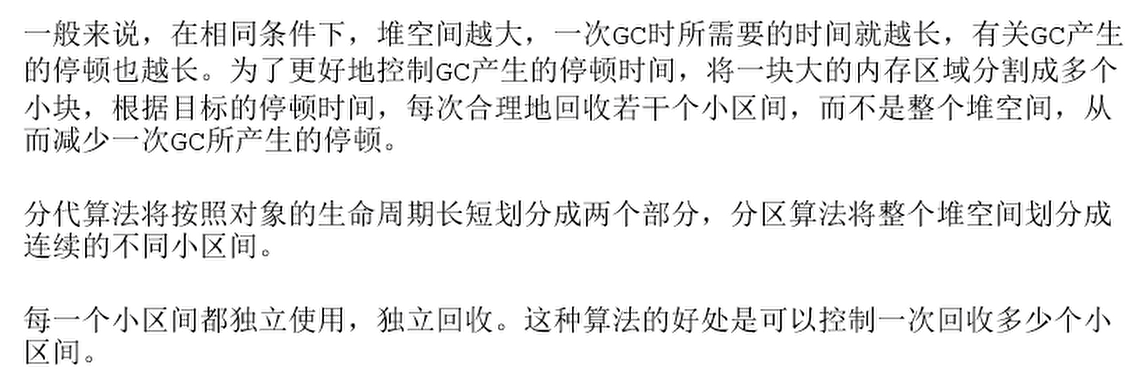 一般来说，在相同条件下，堆空间越大，一次GC时所需要的时间就越长，有关GC产生
的停顿也越长。为了更好地控制GC产生的停顿时间，将一块大的内存区域分割成多个
小块，根据目标的停顿时间，每次合理地回收若干个小区间，而不是整个堆空间，从
而减少一次GC所产生的停顿。
分代算法将按照对象的生命周期长短划分成两个部分，分区算法将整个堆空间划分成
连续的不同小区间。
每一个小区间都独立使用，独立回收。这种算法的好处是可以控制一次回收多少个小
区间。